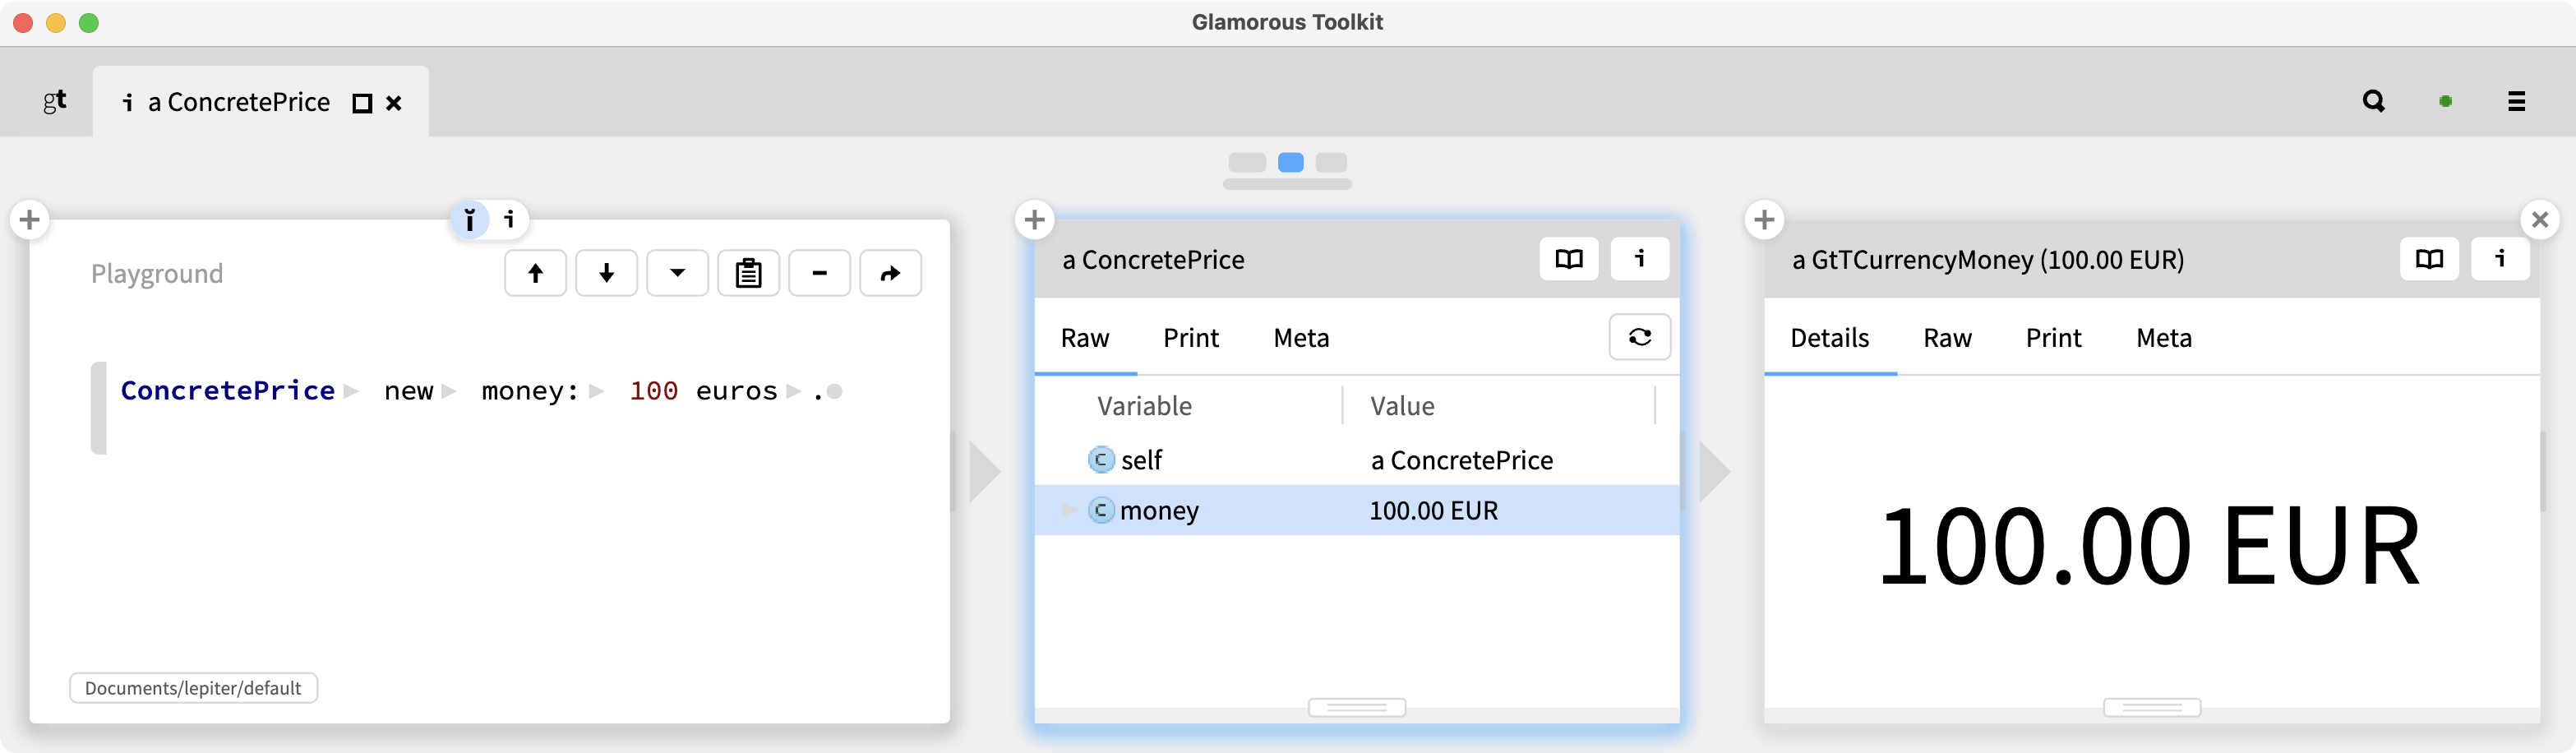 Glamorous Toolkit
gt
i a ConcretePrice
Playground
ConcretePrice new money: 100 euros .
Documents/lepiter/default
a ConcretePrice
i
Raw Print Meta
Variable Value
self a ConcretePrice
money 100.00 EUR
a GtTCurrencyMoney (100.00 EUR)
i
Details Raw Print Meta
100.00 EUR